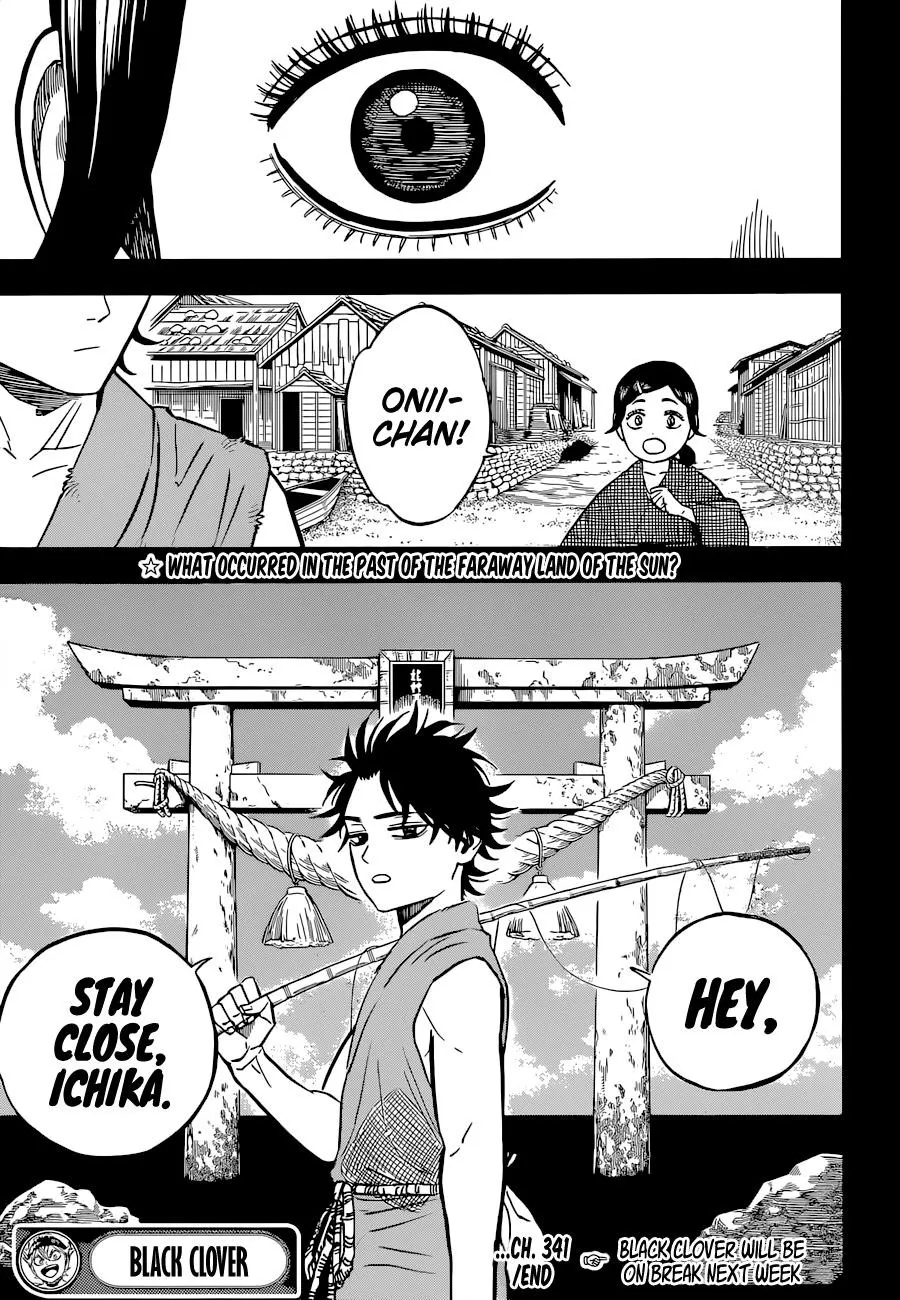 ONII-
CHAN!
☆ WHAT OCCURRED IN THE PAST OF THE FARAWAY LAND OF THE SUN?
HEY,
STAY
CLOSE,
ICHIKA.
BLACK CLOVER
...CH. 341
/END
☞ BLACK CLOVER WILL BE
ON BREAK NEXT WEEK